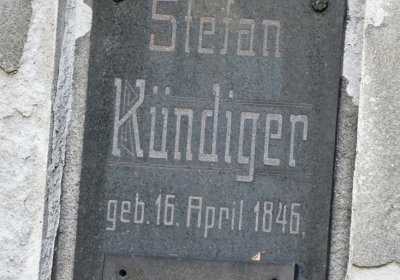 Stefan
Kündiger
geb. 16. April 1846,